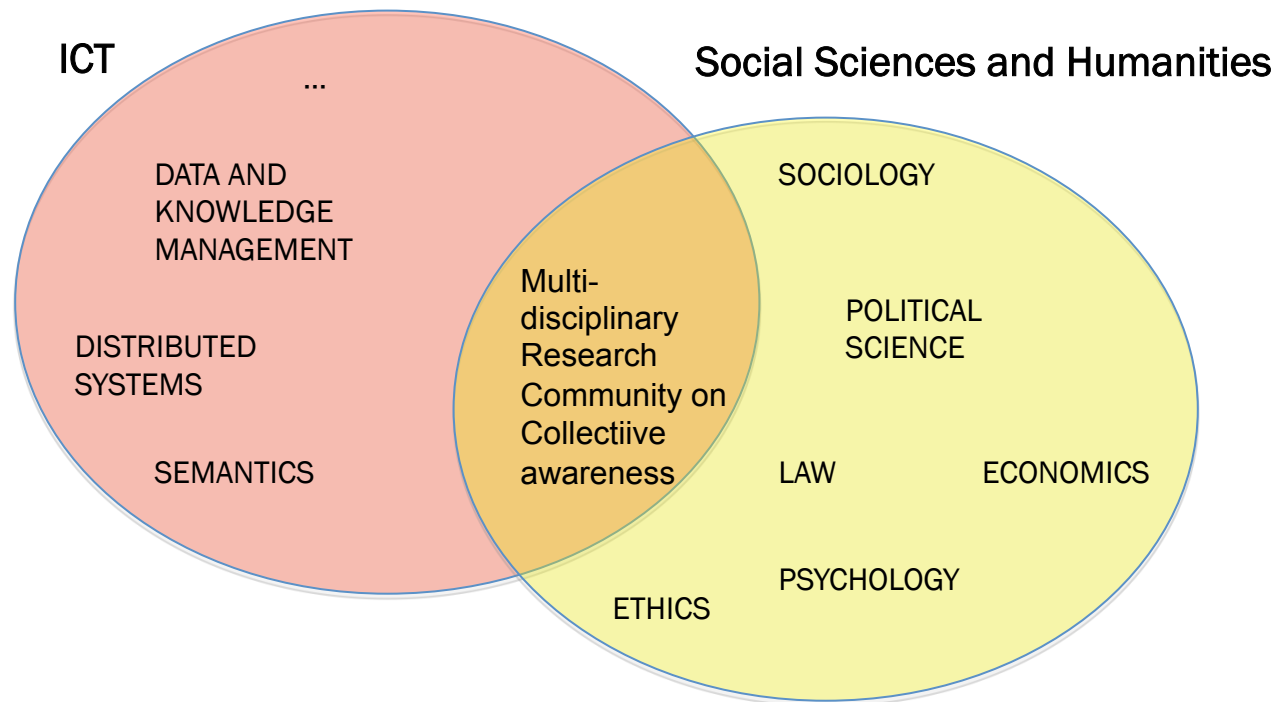 ICT
Social Sciences and Humanities
...
DATA AND
KNOWLEDGE
MANAGEMENT
DISTRIBUTED
SYSTEMS
SEMANTICS
Multi-
disciplinary
Research
Community on
Collectiive
awareness
SOCIOLOGY
POLITICAL
SCIENCE
LAW
ECONOMICS
PSYCHOLOGY
ETHICS